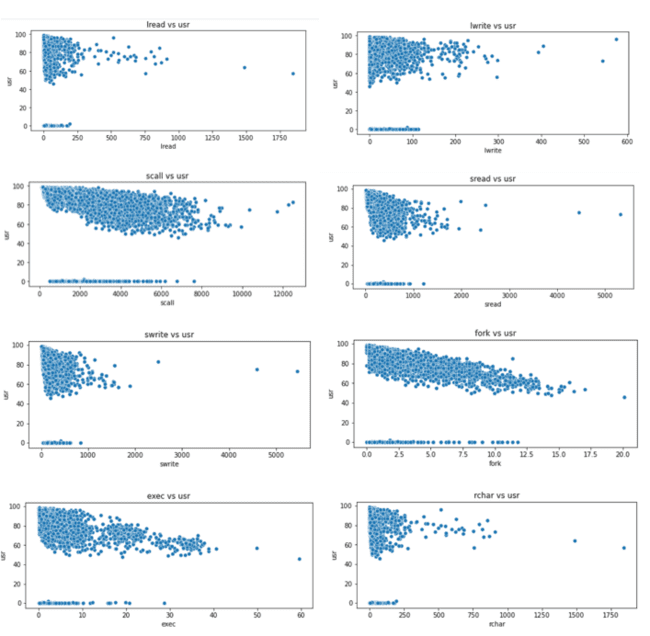 lread vs usr
100
80
60
40
20
0
usr
0 250 500 750 1000 1250 1500 1750
lread
lwrite vs usr
100
80
60
40
20
0
usr
0 100 200 300 400 500 600
lwrite
scall vs usr
100
80
60
40
20
0
usr
0 2000 4000 6000 8000 10000 12000
scall
sread vs usr
100
80
60
40
20
0
usr
0 1000 2000 3000 4000 5000
sread
swrite vs usr
100
80
60
40
20
0
usr
0 1000 2000 3000 4000 5000
swrite
fork vs usr
100
80
60
40
20
0
usr
0.0 2.5 5.0 7.5 10.0 12.5 15.0 17.5 20.0
fork
exec vs usr
100
80
60
40
20
0
usr
0 10 20 30 40 50 60
exec
rchar vs usr
100
80
60
40
20
0
usr
0 250 500 750 1000 1250 1500 1750
rchar